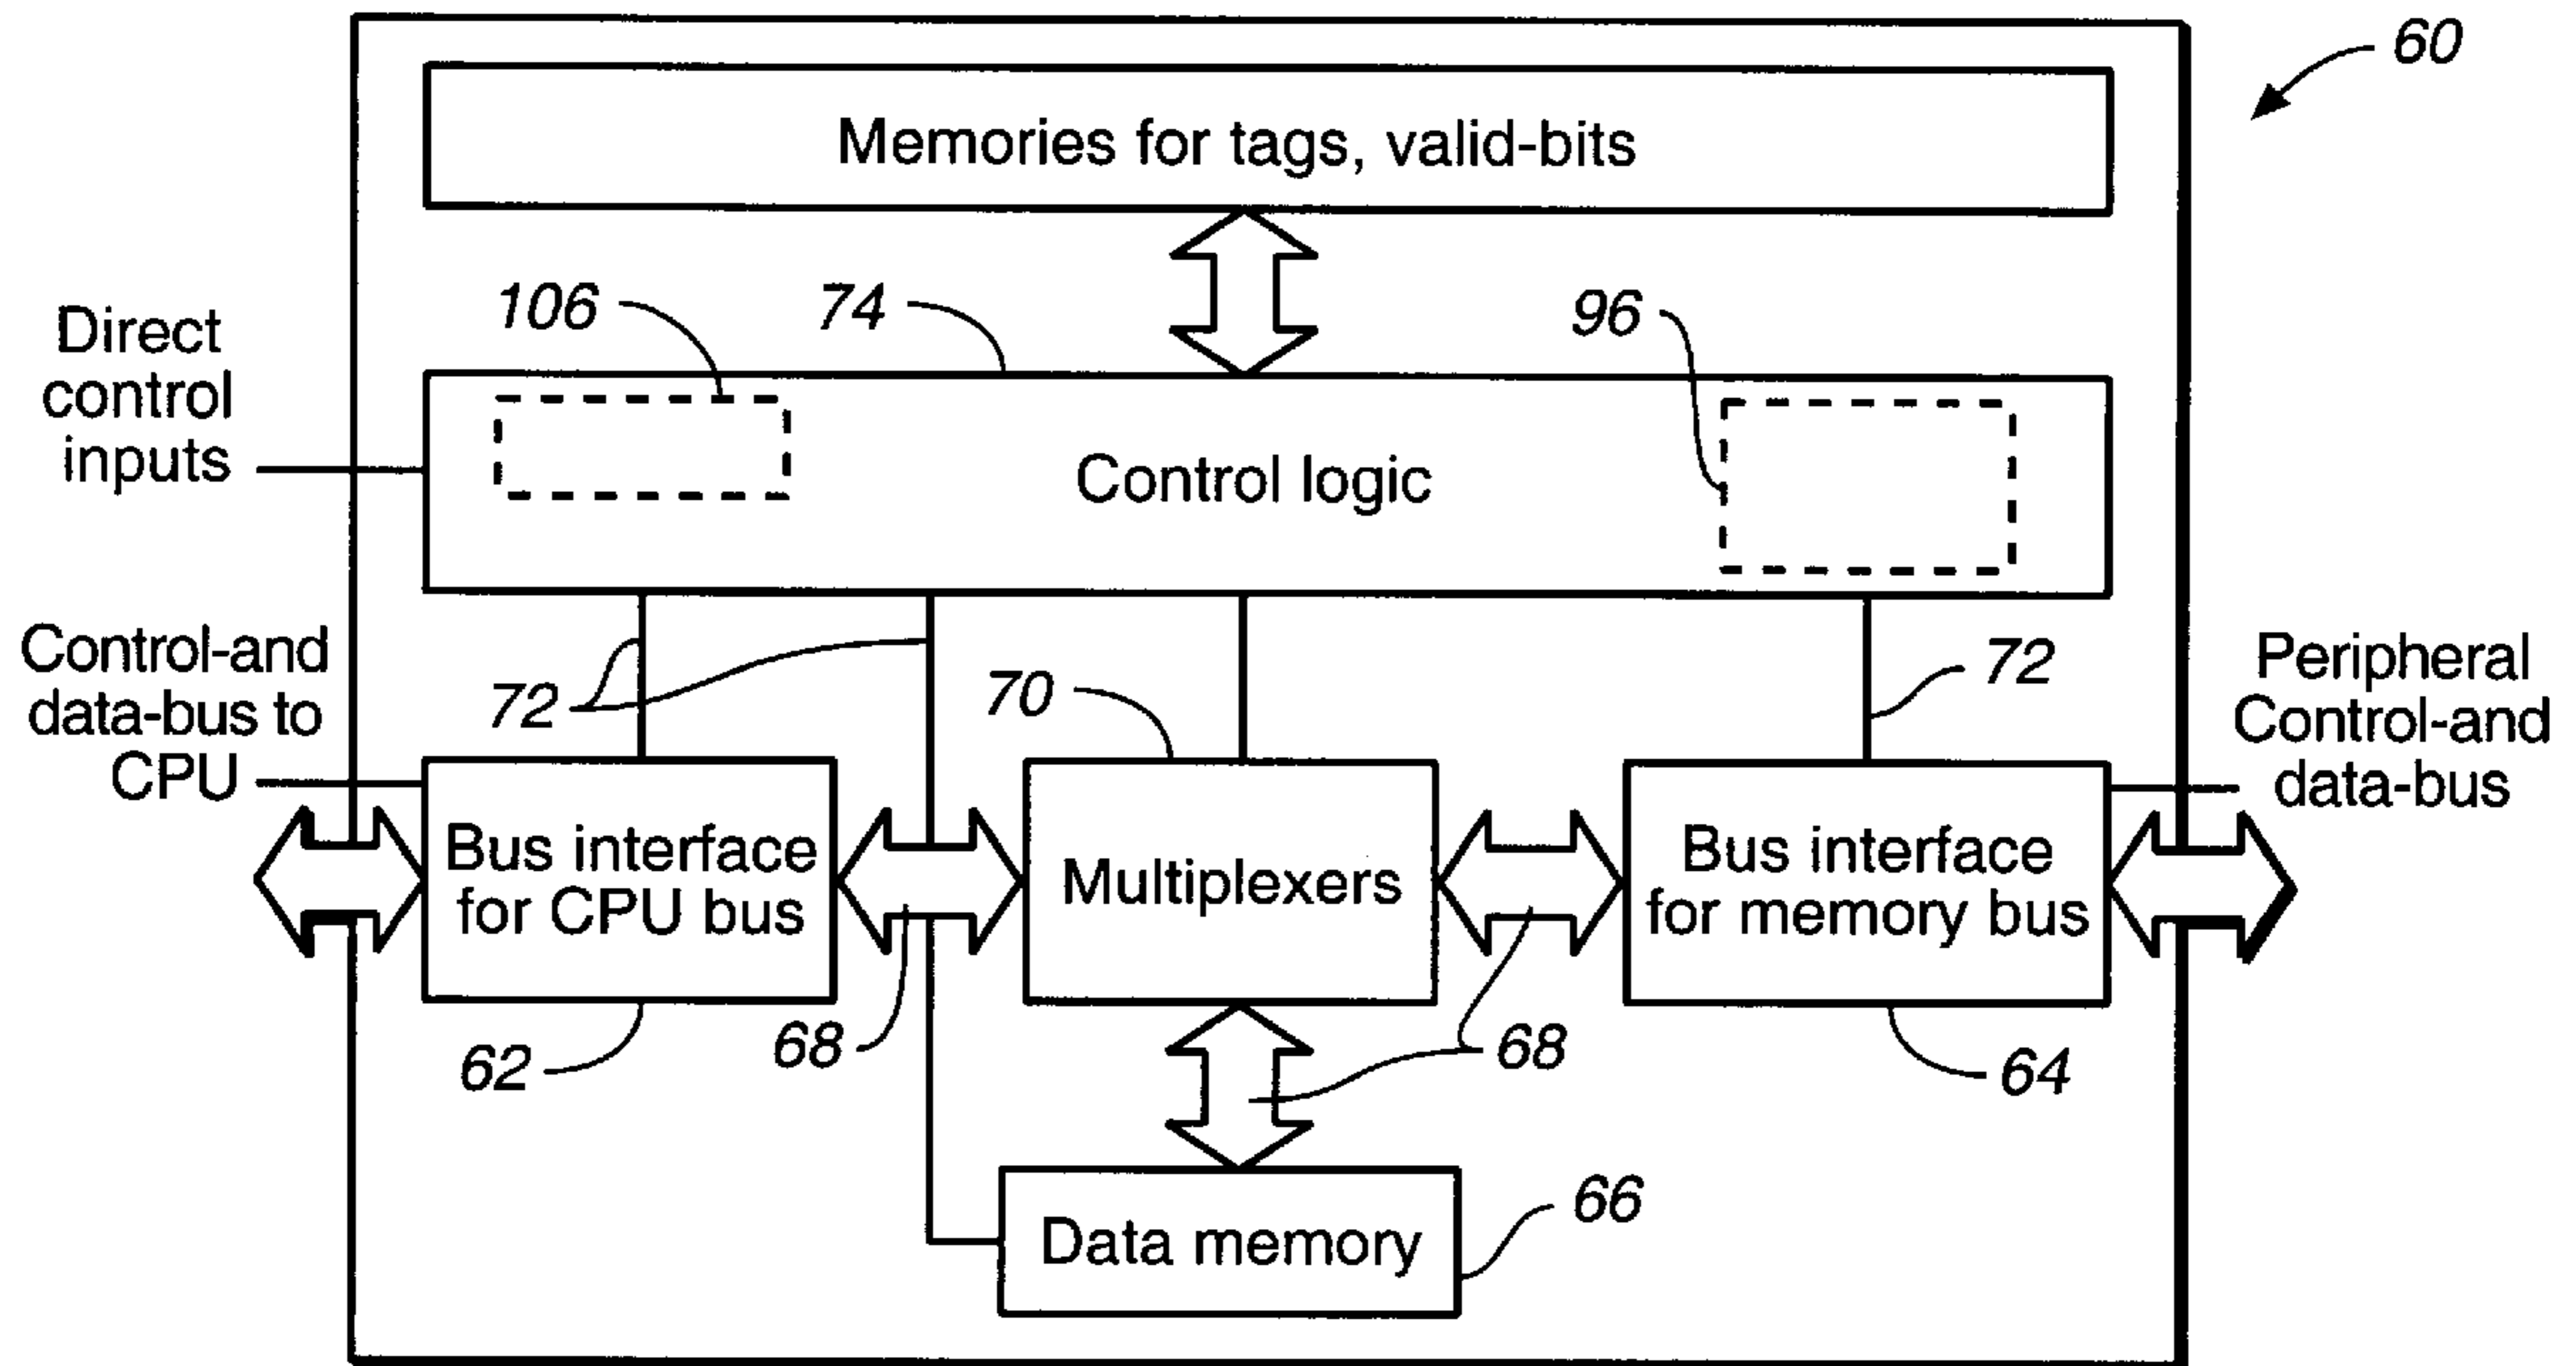 60
Memories for tags, valid-bits
Direct
control
inputs
106
74
96
Control logic
Control-and
data-bus to
CPU
72
70
72
Peripheral
Control-and
data-bus
Bus interface
for CPU bus
Multiplexers
Bus interface
for memory bus
62
68
68
64
Data memory
66